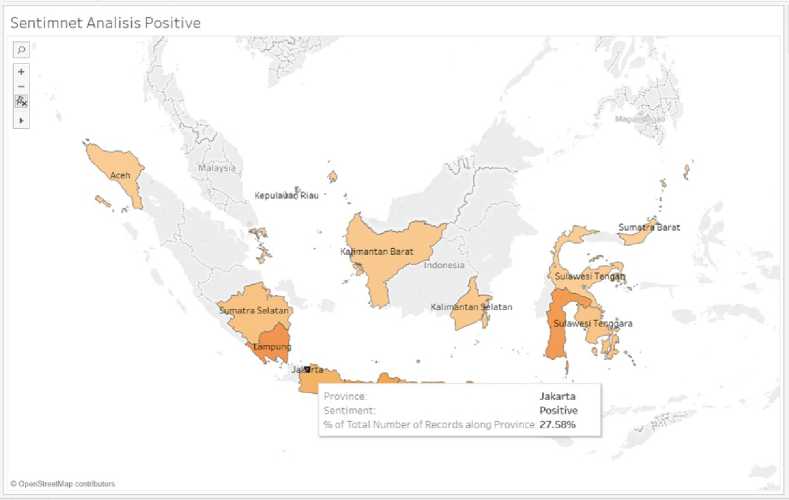 Sentimnet Analisis Positive
Malaysia
Maguindanao
Aceh
Kepulauan Riau
Sumatra Barat
Kalimantan Barat
Indonesia
Sulawesi Tengah
Sumatra Selatan
Kalimantan Selatan
Sulawesi Tenggara
Lampung
Jakarta
Province: Jakarta
Sentiment: Positive
% of Total Number of Records along Province: 27.58%
© OpenStreetMap contributors